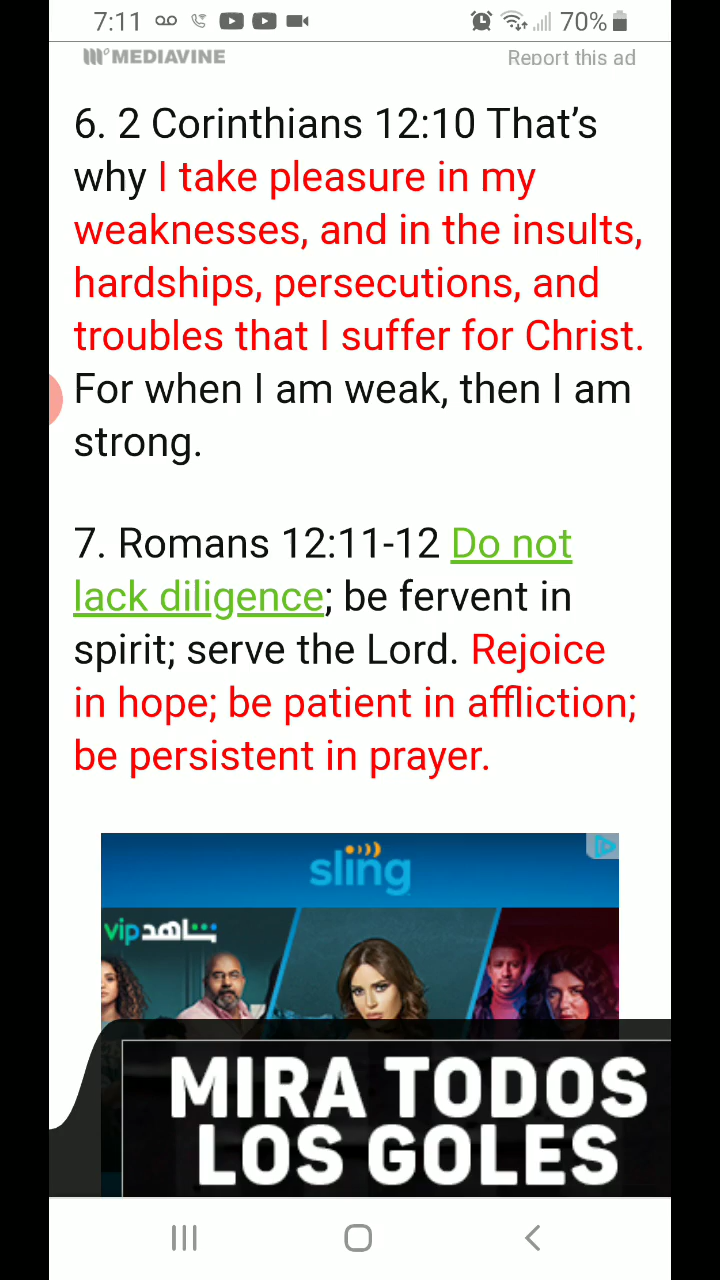 7:11 70%
MEDIAVINE Report this ad
6. 2 Corinthians 12:10 That’s
why I take pleasure in my
weaknesses, and in the insults,
hardships, persecutions, and
troubles that I suffer for Christ.
For when I am weak, then I am
strong.
7. Romans 12:11-12 Do not
lack diligence; be fervent in
spirit; serve the Lord. Rejoice
in hope; be patient in affliction;
be persistent in prayer.
sling
vip شاهد
MIRA TODOS
LOS GOLES